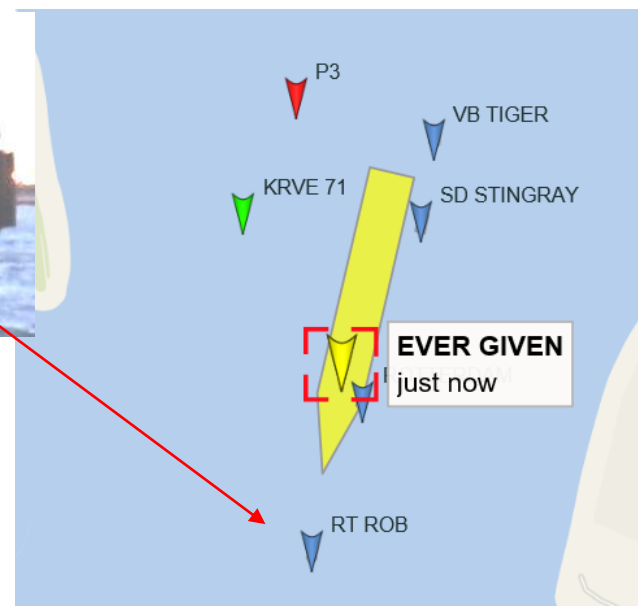 P3
VB TIGER
KRVE 71
SD STINGRAY
EVER GIVEN
just now
RT ROB